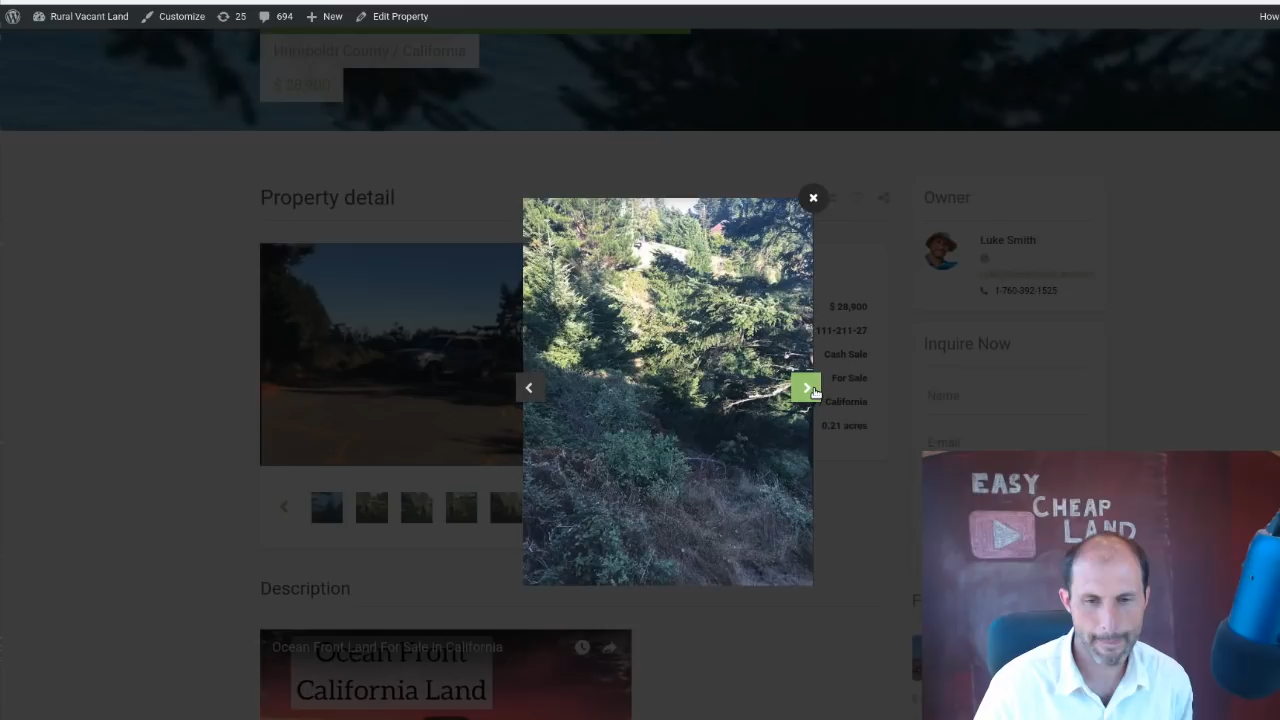 Rural Vacant Land
Customize
25
694
New
Edit Property
How
Humboldt County / California
$ 28,900
Property detail
$ 28,900
111-211-27
Cash Sale
For Sale
California
0.21 acres
Owner
Luke Smith
1-760-392-1525
Inquire Now
Name
E-mail
Description
Ocean Front Land For Sale in California
Ocean Front
California Land
EASY
CHEAP
LAND